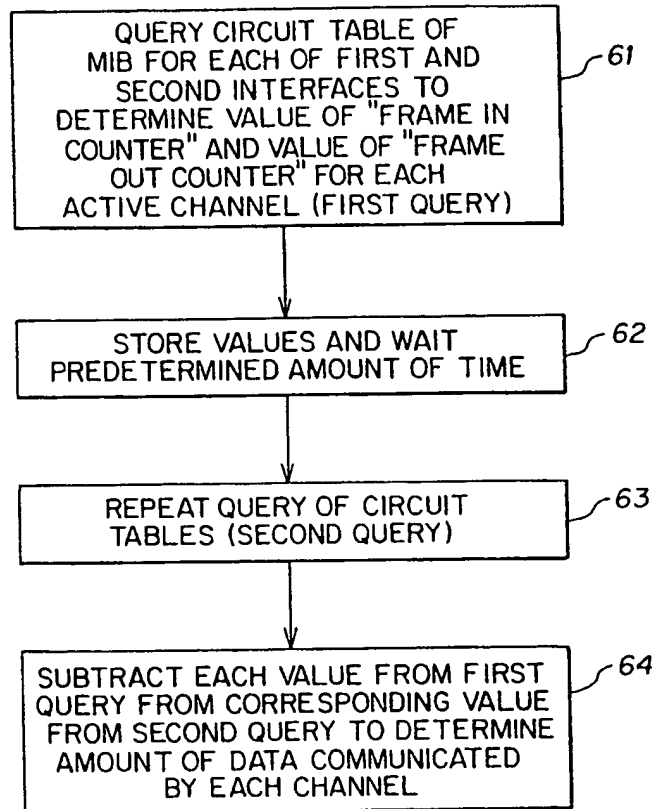 QUERY CIRCUIT TABLE OF
MIB FOR EACH OF FIRST AND
SECOND INTERFACES TO
DETERMINE VALUE OF "FRAME IN
COUNTER" AND VALUE OF "FRAME
OUT COUNTER" FOR EACH
ACTIVE CHANNEL (FIRST QUERY)
61
STORE VALUES AND WAIT
PREDETERMINED AMOUNT OF TIME
62
REPEAT QUERY OF CIRCUIT
TABLES (SECOND QUERY)
63
SUBTRACT EACH VALUE FROM FIRST
QUERY FROM CORRESPONDING VALUE
FROM SECOND QUERY TO DETERMINE
AMOUNT OF DATA COMMUNICATED
BY EACH CHANNEL
64